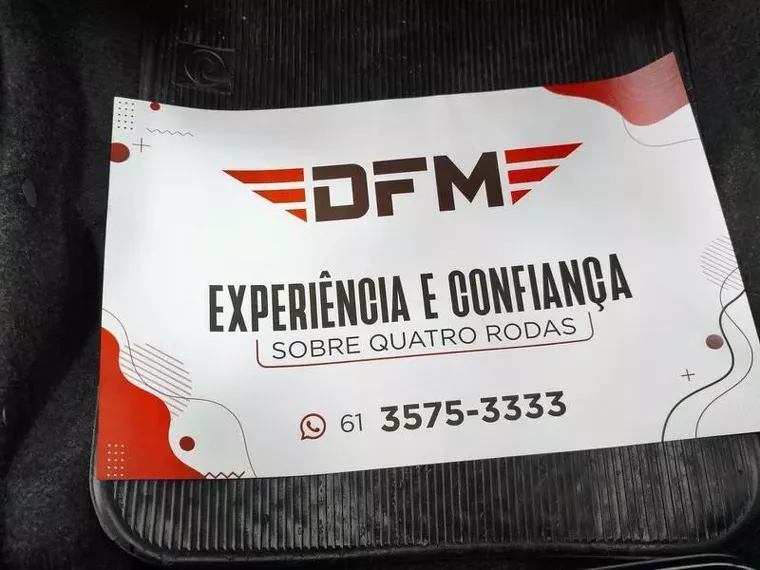 DFM
EXPERIÊNCIA E CONFIANÇA
SOBRE QUATRO RODAS
61 3575-3333